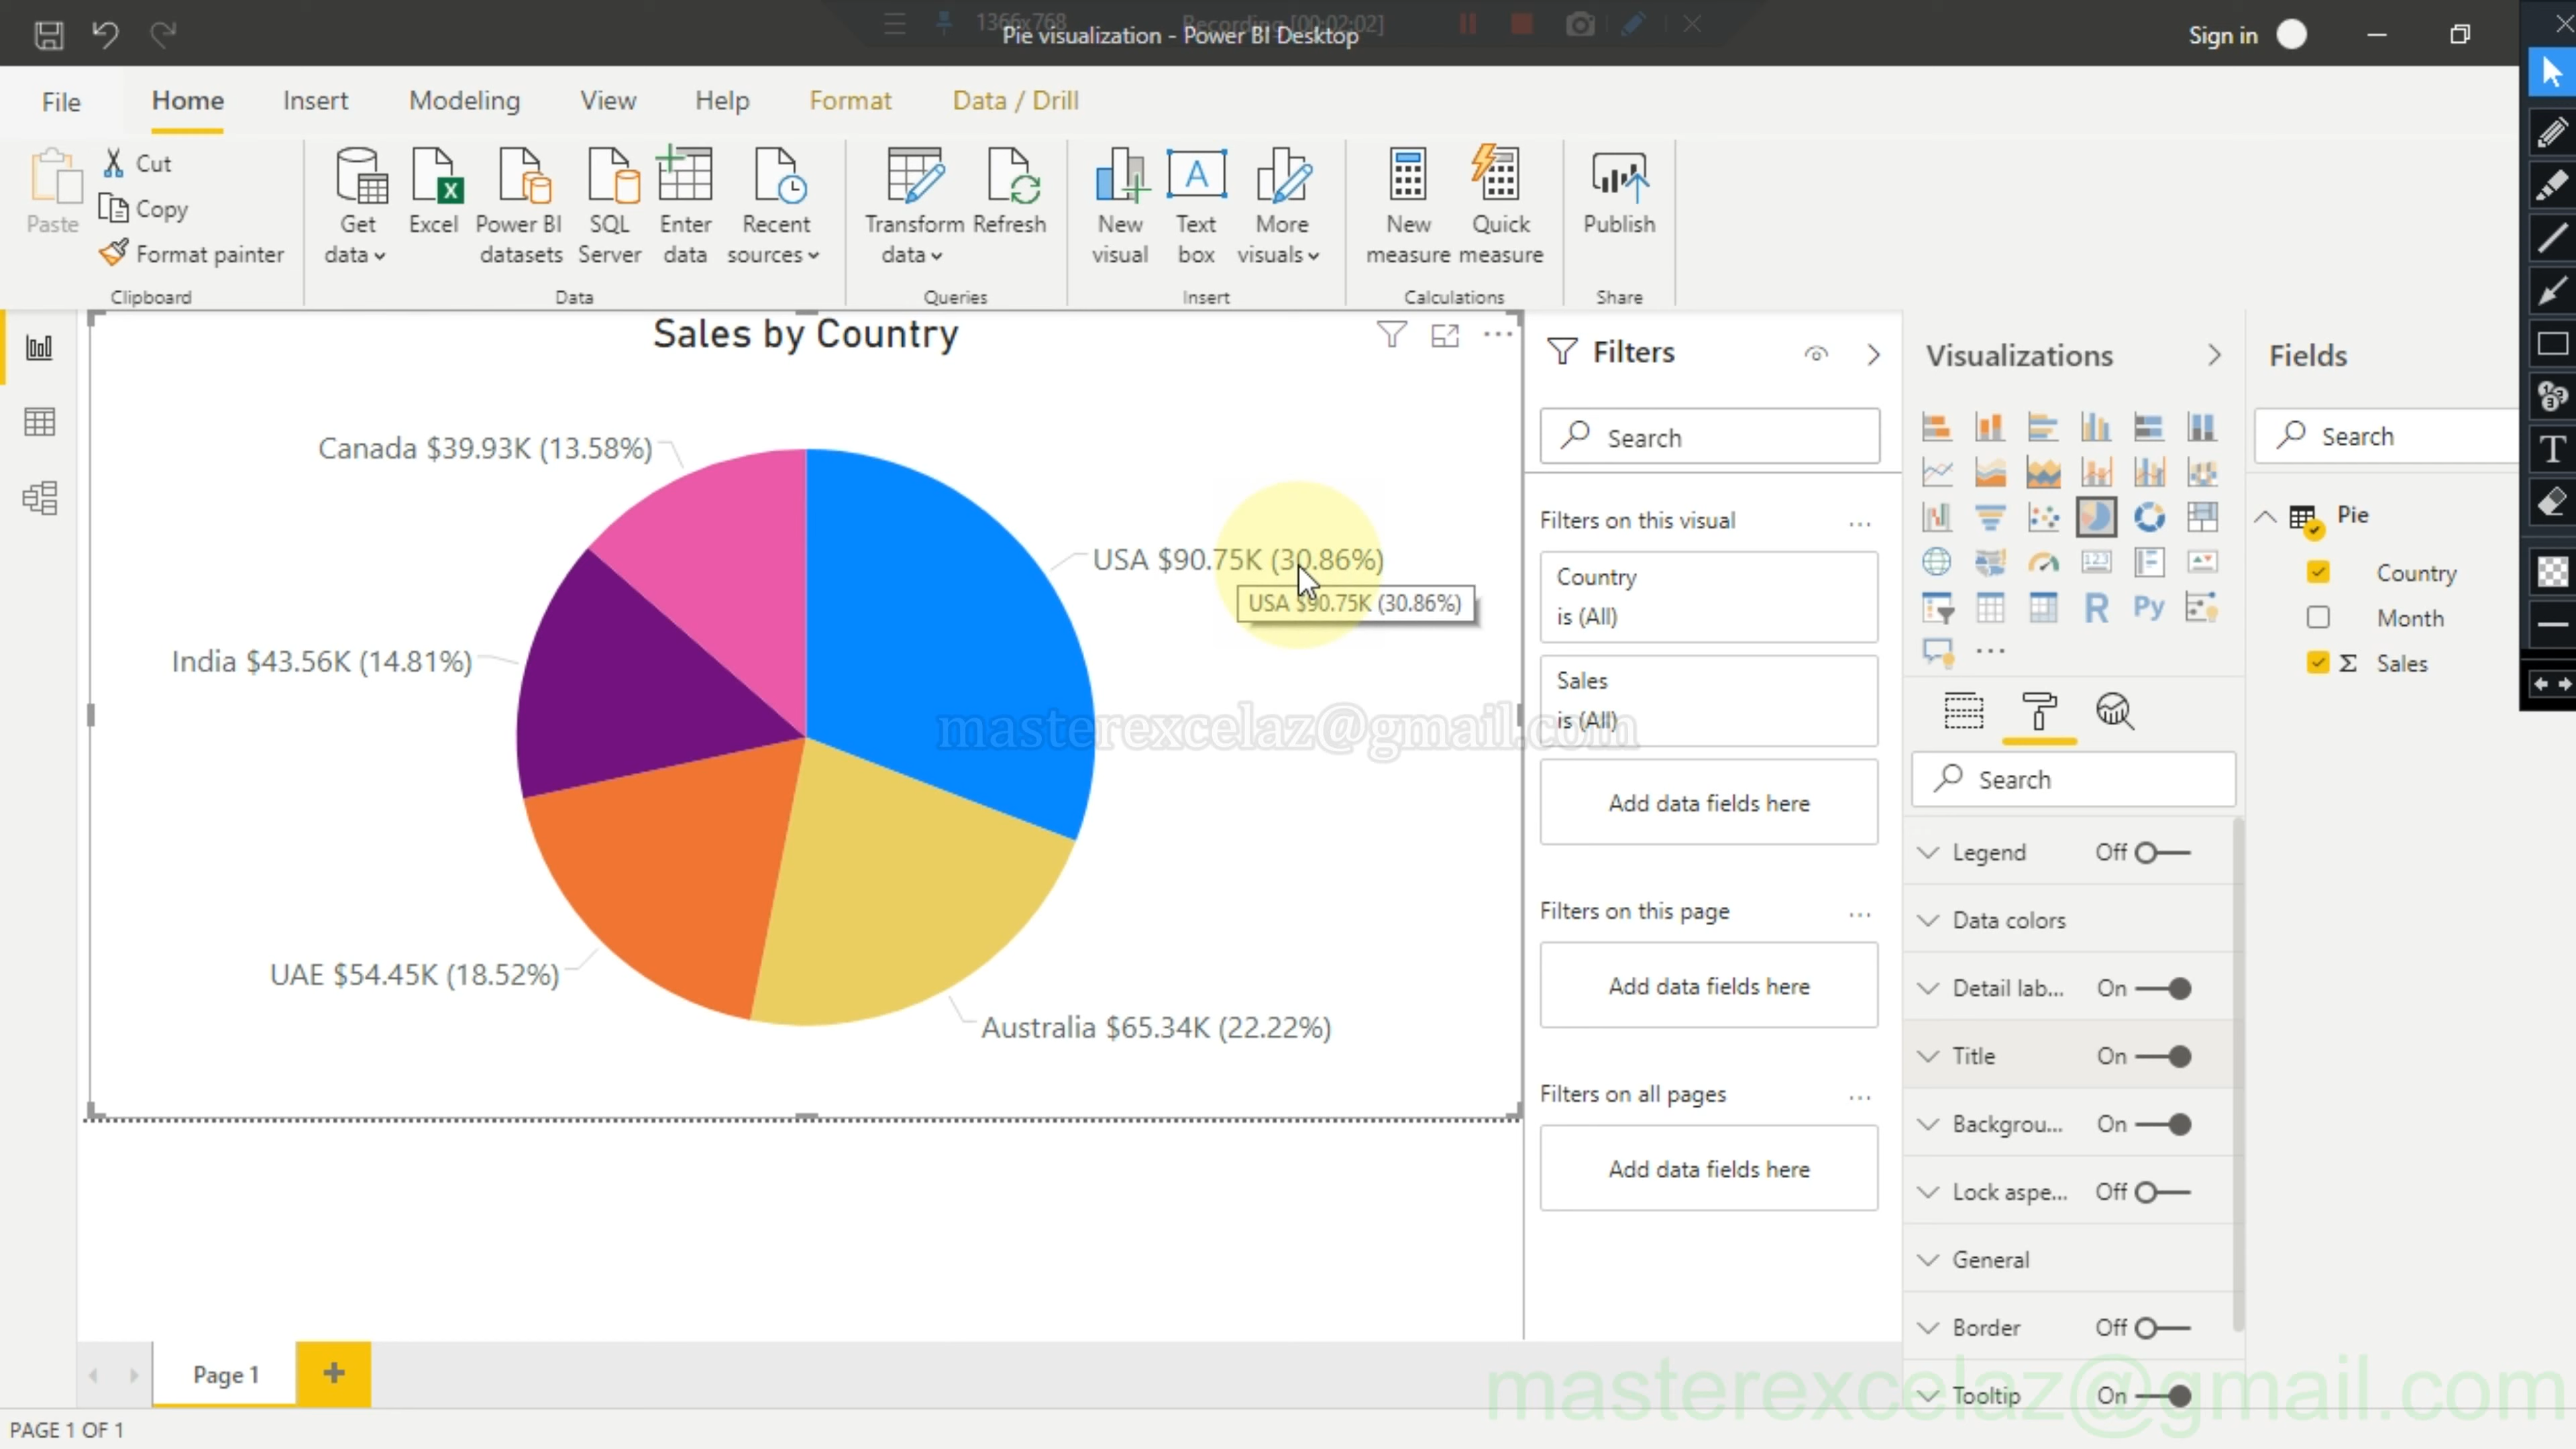 1366x768
Recording [00:02:02]
Pie visualization - Power BI Desktop
Sign in
File
Home
Insert
Modeling
View
Help
Format
Data / Drill
Paste
Cut
Copy
Format painter
Clipboard
Get data
Excel
Power BI datasets
SQL Server
Enter data
Recent sources
Data
Transform data
Refresh
Queries
New visual
Text box
More visuals
Insert
New measure
Quick measure
Calculations
Publish
Share
Sales by Country
Canada $39.93K (13.58%)
USA $90.75K (30.86%)
USA $90.75K (30.86%)
India $43.56K (14.81%)
UAE $54.45K (18.52%)
Australia $65.34K (22.22%)
masterexcelaz@gmail.com
Filters
Search
Filters on this visual
...
Country
is (All)
Sales
is (All)
Add data fields here
Filters on this page
...
Add data fields here
Filters on all pages
...
Add data fields here
Visualizations
123
R
Py
...
Search
Legend Off
Data colors
Detail lab... On
Title On
Backgrou... On
Lock aspe... Off
General
Border Off
Tooltip On
Fields
Search
Pie
Country
Month
Σ Sales
T
Page 1
+
PAGE 1 OF 1
masterexcelaz@gmail.com